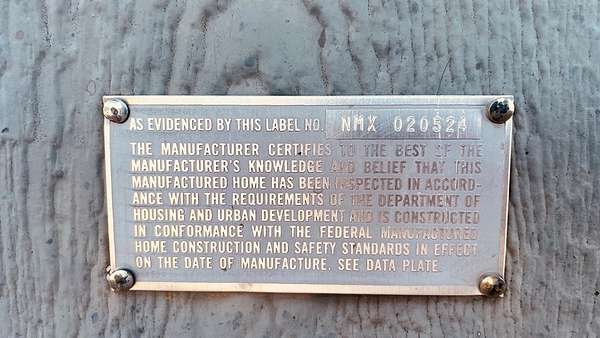 AS EVIDENCED BY THIS LABEL NO. NMX 020524
THE MANUFACTURER CERTIFIES TO THE BEST OF THE
MANUFACTURER'S KNOWLEDGE AND BELIEF THAT THIS
MANUFACTURED HOME HAS BEEN INSPECTED IN ACCORD-
ANCE WITH THE REQUIREMENTS OF THE DEPARTMENT OF
HOUSING AND URBAN DEVELOPMENT AND IS CONSTRUCTED
IN CONFORMANCE WITH THE FEDERAL MANUFACTURED
HOME CONSTRUCTION AND SAFETY STANDARDS IN EFFECT
ON THE DATE OF MANUFACTURE. SEE DATA PLATE.